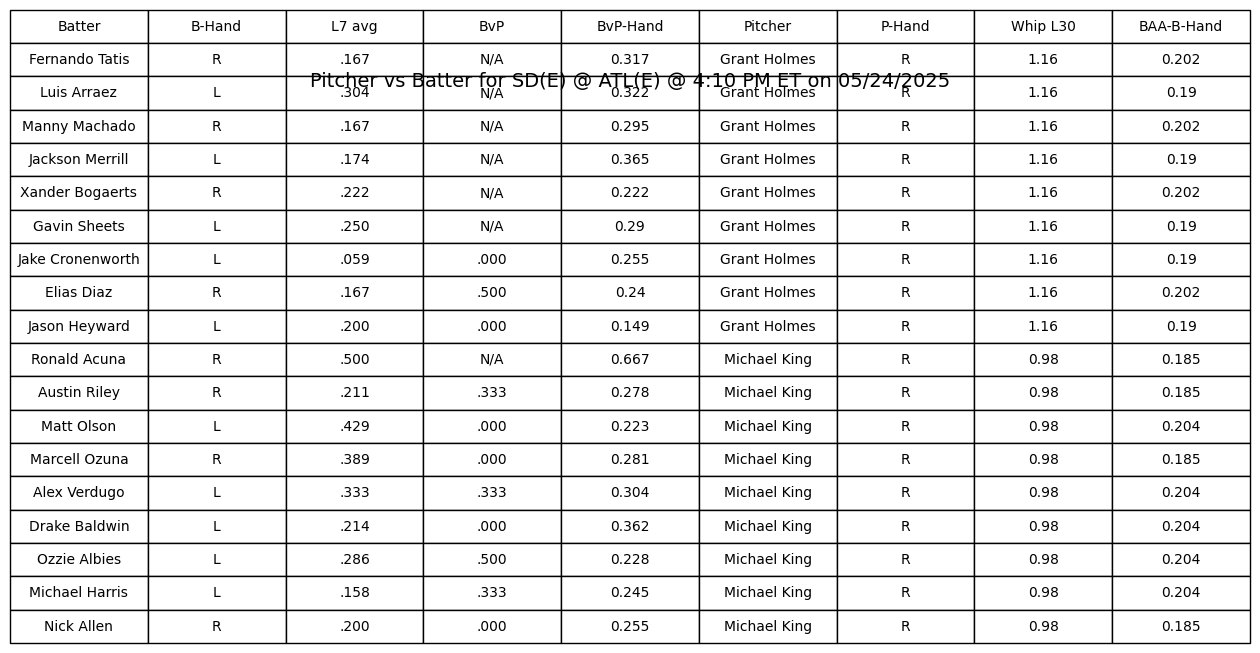 Batter B-Hand L7 avg BvP BvP-Hand Pitcher P-Hand Whip L30 BAA-B-Hand
Fernando Tatis R .167 N/A 0.317 Grant Holmes R 1.16 0.202
Pitcher vs Batter for SD(E) @ ATL(E) @ 4:10 PM ET on 05/24/2025
Luis Arraez L .304 N/A 0.322 Grant Holmes R 1.16 0.19
Manny Machado R .167 N/A 0.295 Grant Holmes R 1.16 0.202
Jackson Merrill L .174 N/A 0.365 Grant Holmes R 1.16 0.19
Xander Bogaerts R .222 N/A 0.222 Grant Holmes R 1.16 0.202
Gavin Sheets L .250 N/A 0.29 Grant Holmes R 1.16 0.19
Jake Cronenworth L .059 .000 0.255 Grant Holmes R 1.16 0.19
Elias Diaz R .167 .500 0.24 Grant Holmes R 1.16 0.202
Jason Heyward L .200 .000 0.149 Grant Holmes R 1.16 0.19
Ronald Acuna R .500 N/A 0.667 Michael King R 0.98 0.185
Austin Riley R .211 .333 0.278 Michael King R 0.98 0.185
Matt Olson L .429 .000 0.223 Michael King R 0.98 0.204
Marcell Ozuna R .389 .000 0.281 Michael King R 0.98 0.185
Alex Verdugo L .333 .333 0.304 Michael King R 0.98 0.204
Drake Baldwin L .214 .000 0.362 Michael King R 0.98 0.204
Ozzie Albies L .286 .500 0.228 Michael King R 0.98 0.204
Michael Harris L .158 .333 0.245 Michael King R 0.98 0.204
Nick Allen R .200 .000 0.255 Michael King R 0.98 0.185